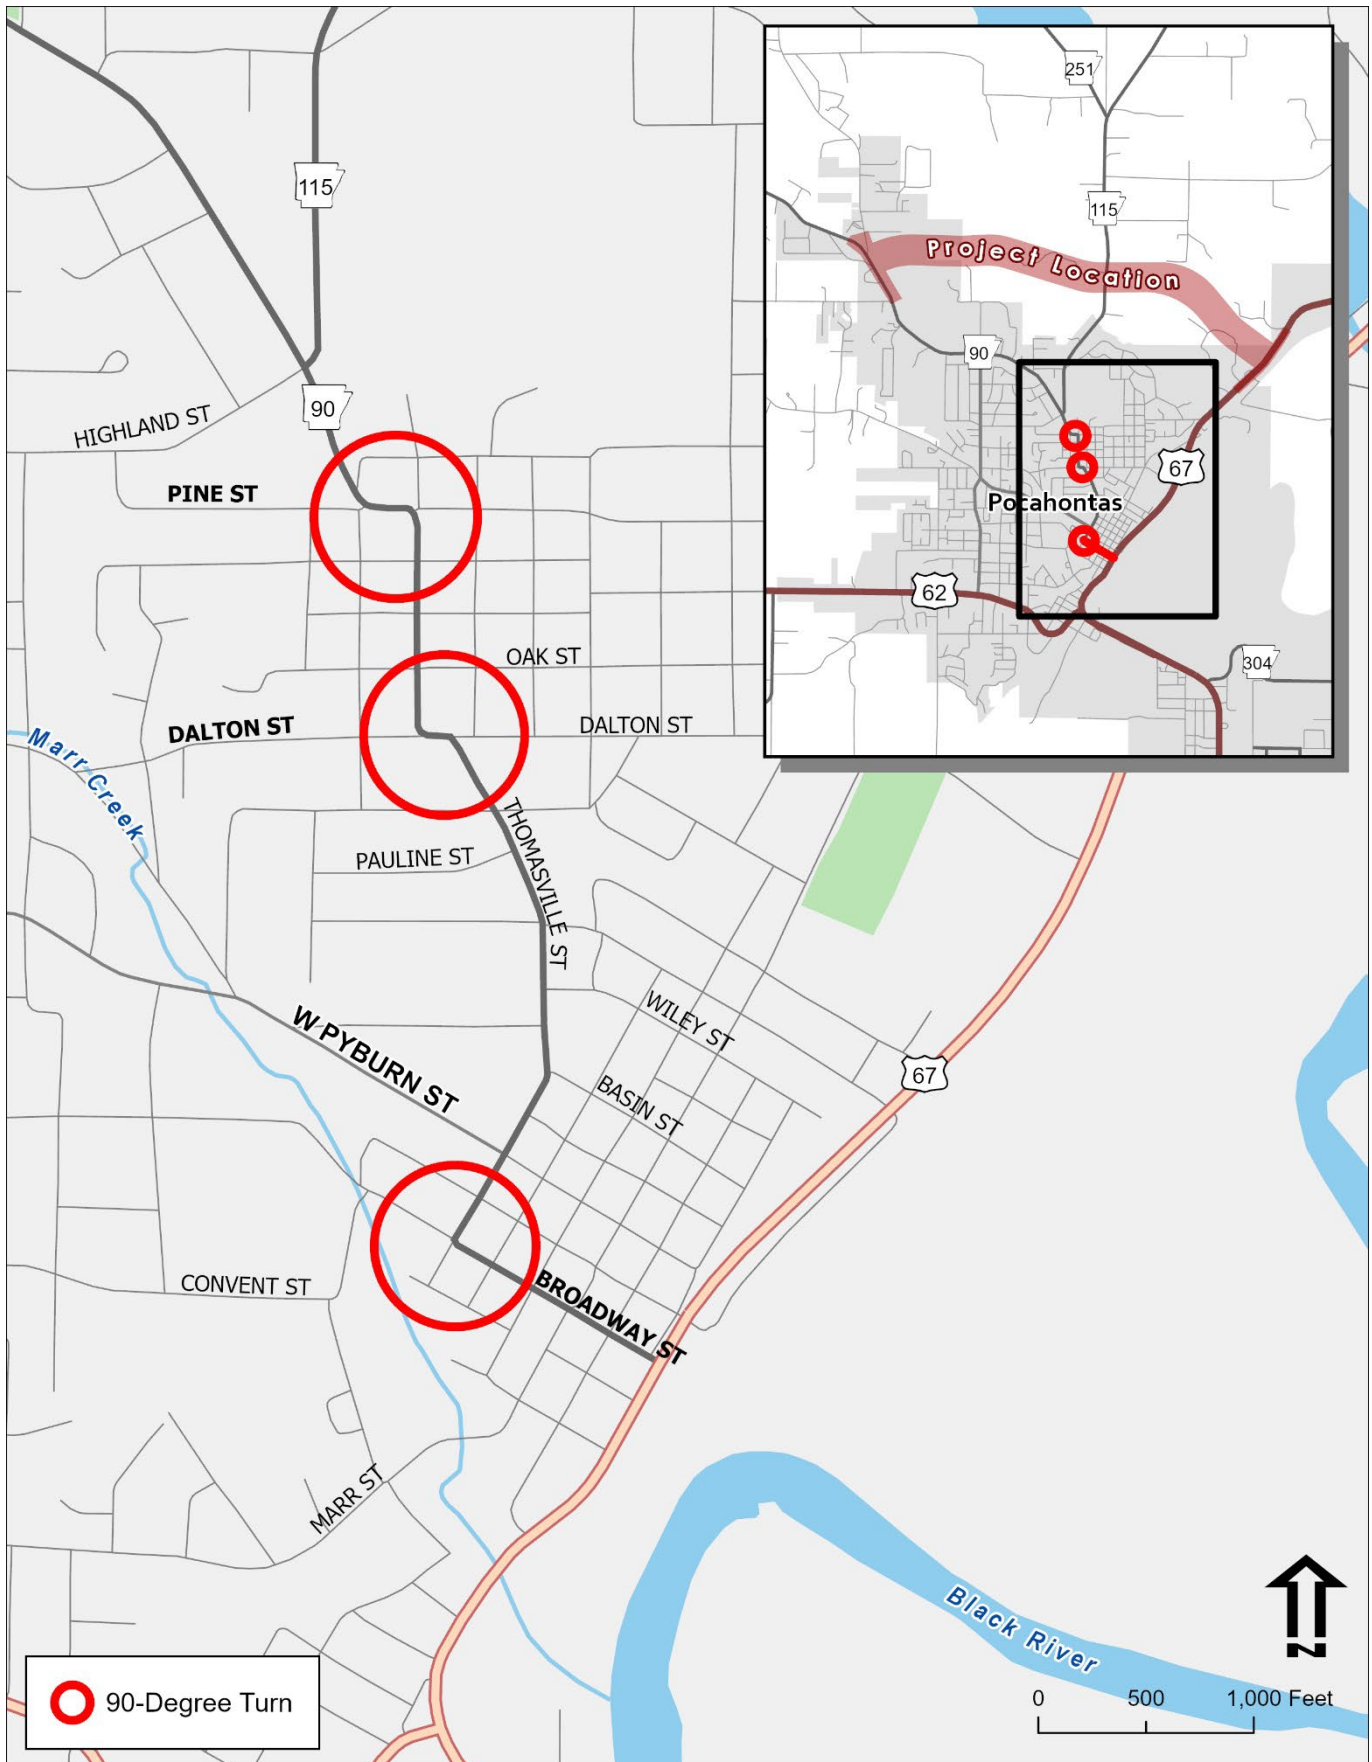 251
115
115
Project Location
90
90
HIGHLAND ST
67
PINE ST
Pocahontas
62
OAK ST
304
DALTON ST
DALTON ST
Marr Creek
THOMASVILLE ST
PAULINE ST
W PYBURN ST
WILEY ST
67
BASIN ST
CONVENT ST
BROADWAY ST
MARR ST
Black River
N
90-Degree Turn
0 500 1,000 Feet